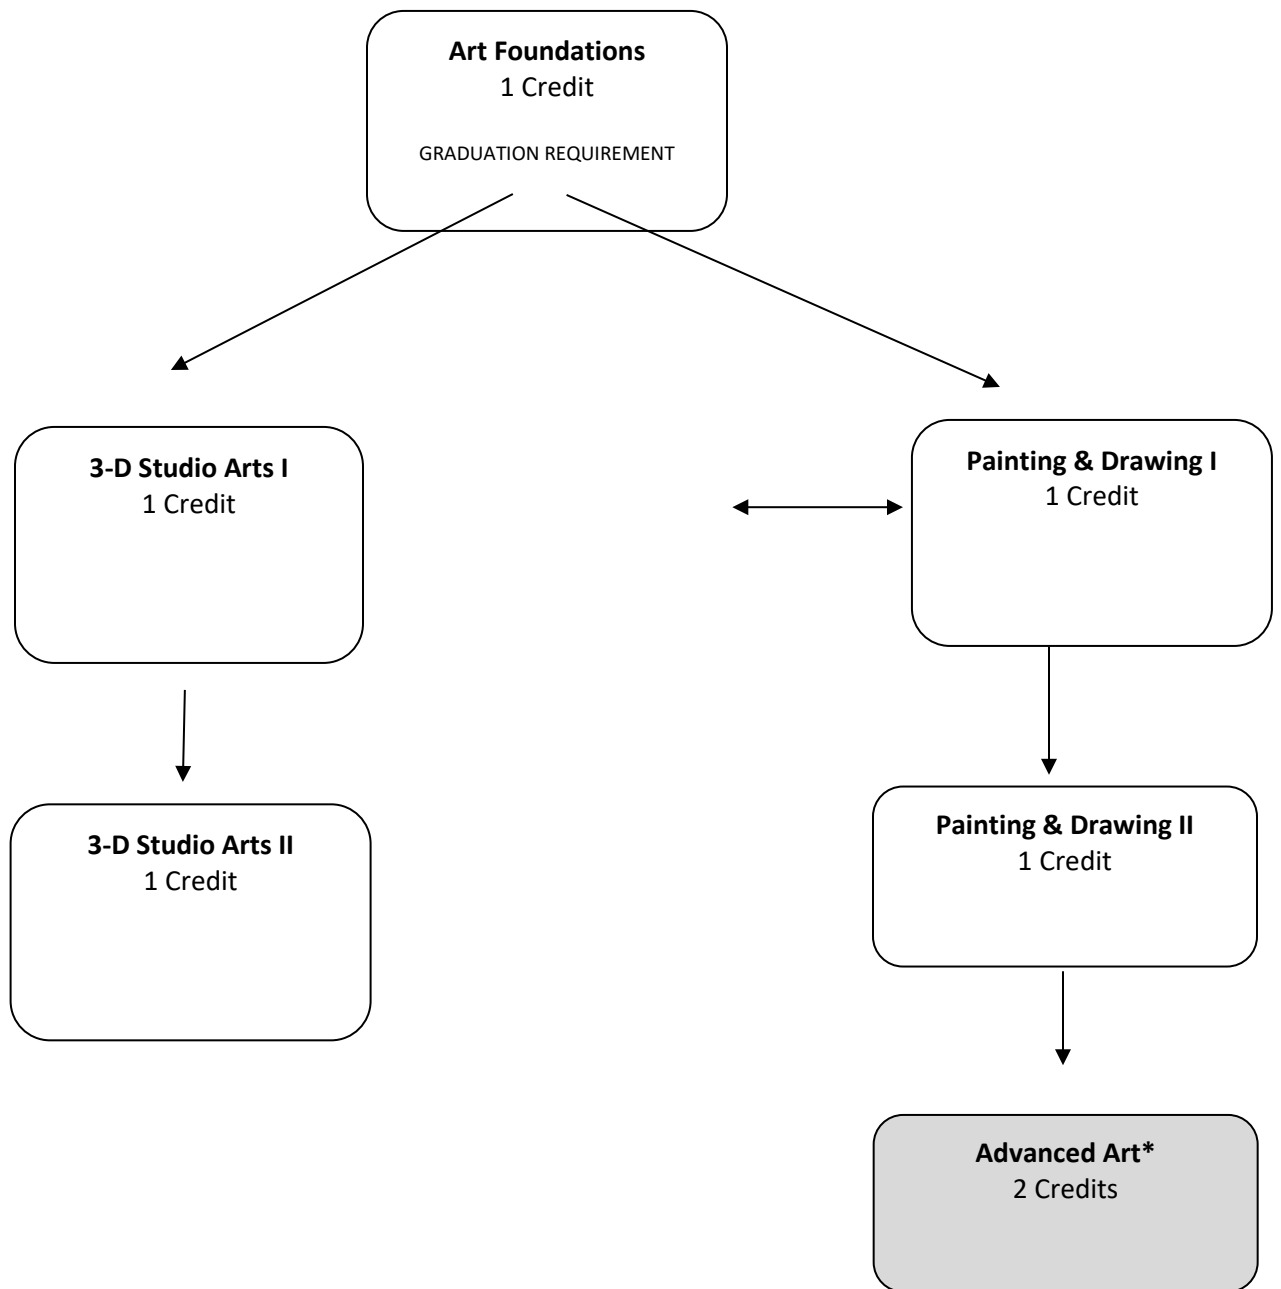 Art Foundations
1 Credit
GRADUATION REQUIREMENT
3-D Studio Arts I
1 Credit
Painting & Drawing I
1 Credit
3-D Studio Arts II
1 Credit
Painting & Drawing II
1 Credit
Advanced Art*
2 Credits